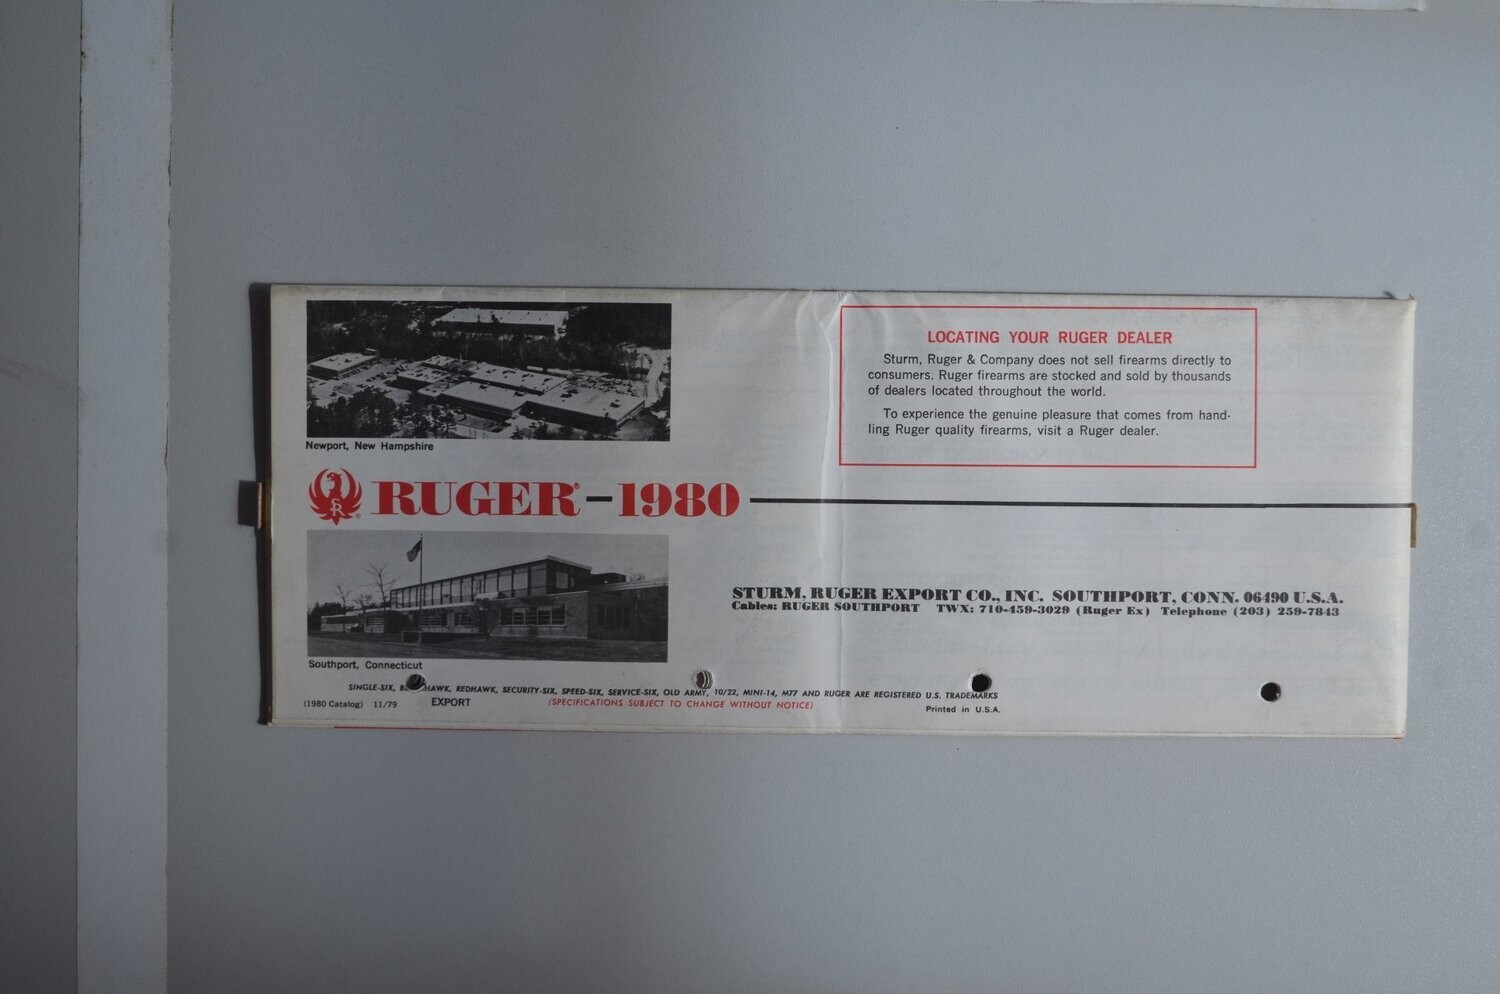 Newport, New Hampshire
LOCATING YOUR RUGER DEALER
Sturm, Ruger & Company does not sell firearms directly to
consumers. Ruger firearms are stocked and sold by thousands
of dealers located throughout the world.
To experience the genuine pleasure that comes from hand-
ling Ruger quality firearms, visit a Ruger dealer.
RUGER®–1980
Southport, Connecticut
STURM, RUGER EXPORT CO., INC. SOUTHPORT, CONN. 06490 U.S.A.
Cables: RUGER SOUTHPORT TWX: 710-459-3029 (Ruger Ex) Telephone (203) 259-7843
SINGLE-SIX, REDHAWK, SECURITY-SIX, SPEED-SIX, SERVICE-SIX, OLD ARMY, 10/22, MINI-14, M77 AND RUGER ARE REGISTERED U.S. TRADEMARKS
(1980 Catalog) 11/79 EXPORT (SPECIFICATIONS SUBJECT TO CHANGE WITHOUT NOTICE) Printed in U.S.A.